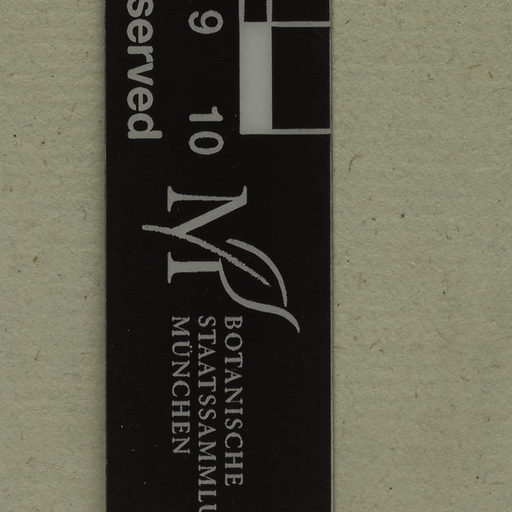 served
9 10
M
BOTANISCHE
STAATSSAMMLU
MÜNCHEN